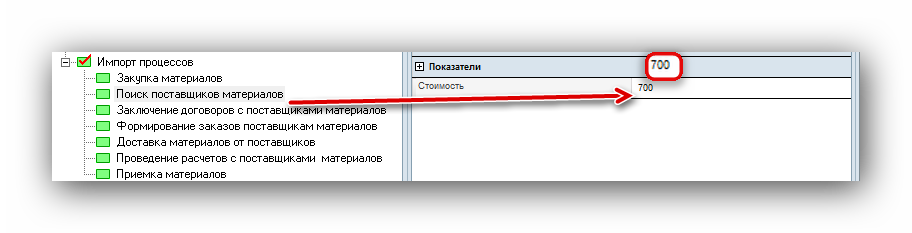 Импорт процессов
Закупка материалов
Поиск поставщиков материалов
Заключение договоров с поставщиками материалов
Формирование заказов поставщикам материалов
Доставка материалов от поставщиков
Проведение расчетов с поставщиками материалов
Приемка материалов
Показатели 700
Стоимость 700